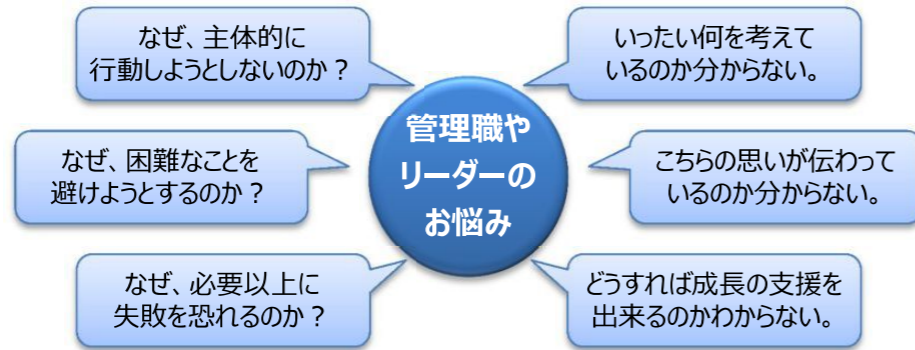 なぜ、主体的に
行動しようとしないのか？
いったい何を考えて
いるのか分からない。
管理職や
リーダーの
お悩み
なぜ、困難なことを
避けようとするのか？
こちらの思いが伝わって
いるのか分からない。
なぜ、必要以上に
失敗を恐れるのか？
どうすれば成長の支援を
出来るのかわからない。